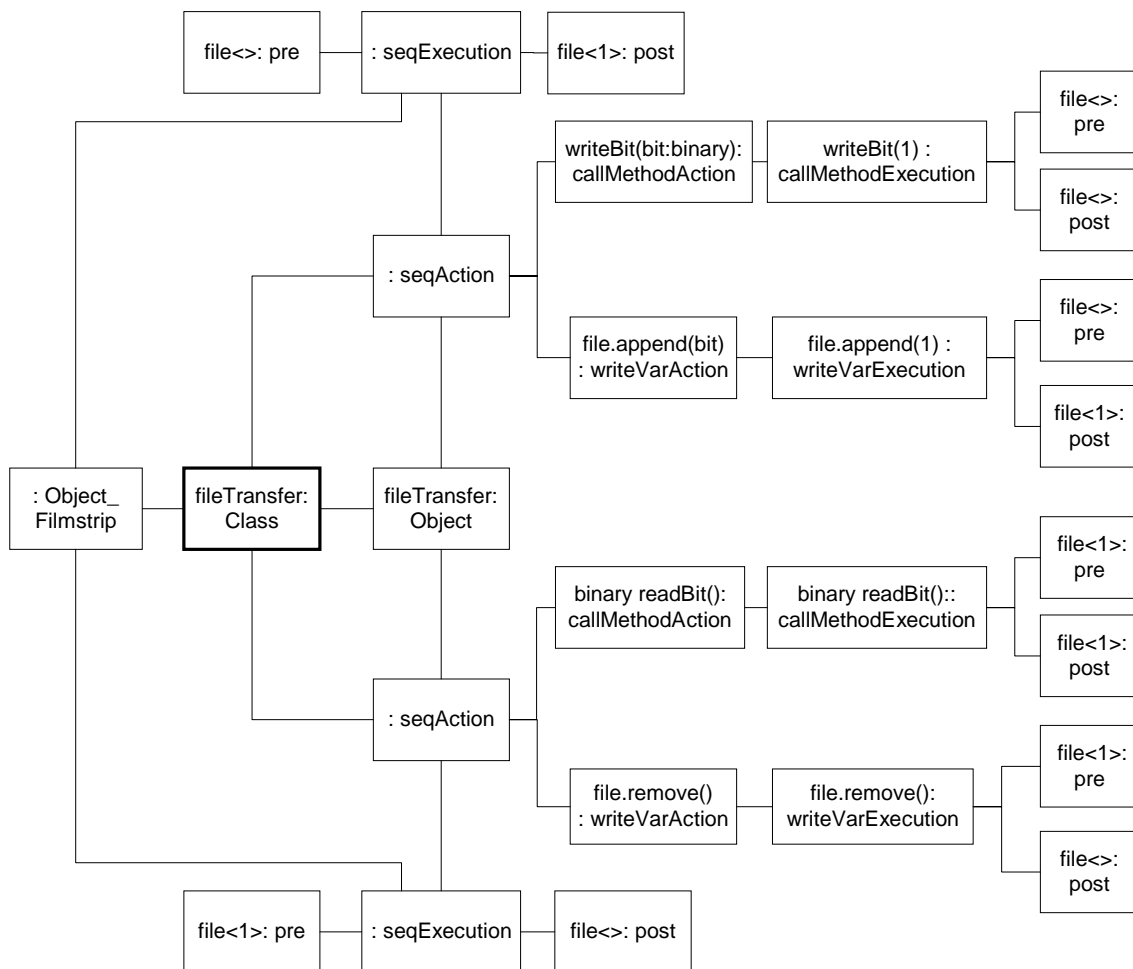 file<>: pre
: seqExecution
file<1>: post
file<>:
pre
writeBit(bit:binary):
callMethodAction
writeBit(1) :
callMethodExecution
file<>:
post
: seqAction
file<>:
pre
file.append(bit)
: writeVarAction
file.append(1) :
writeVarExecution
file<1>:
post
: Object_
Filmstrip
fileTransfer:
Class
fileTransfer:
Object
file<1>:
pre
binary readBit():
callMethodAction
binary readBit()::
callMethodExecution
file<1>:
post
: seqAction
file<1>:
pre
file.remove()
: writeVarAction
file.remove():
writeVarExecution
file<>:
post
file<1>: pre
: seqExecution
file<>: post